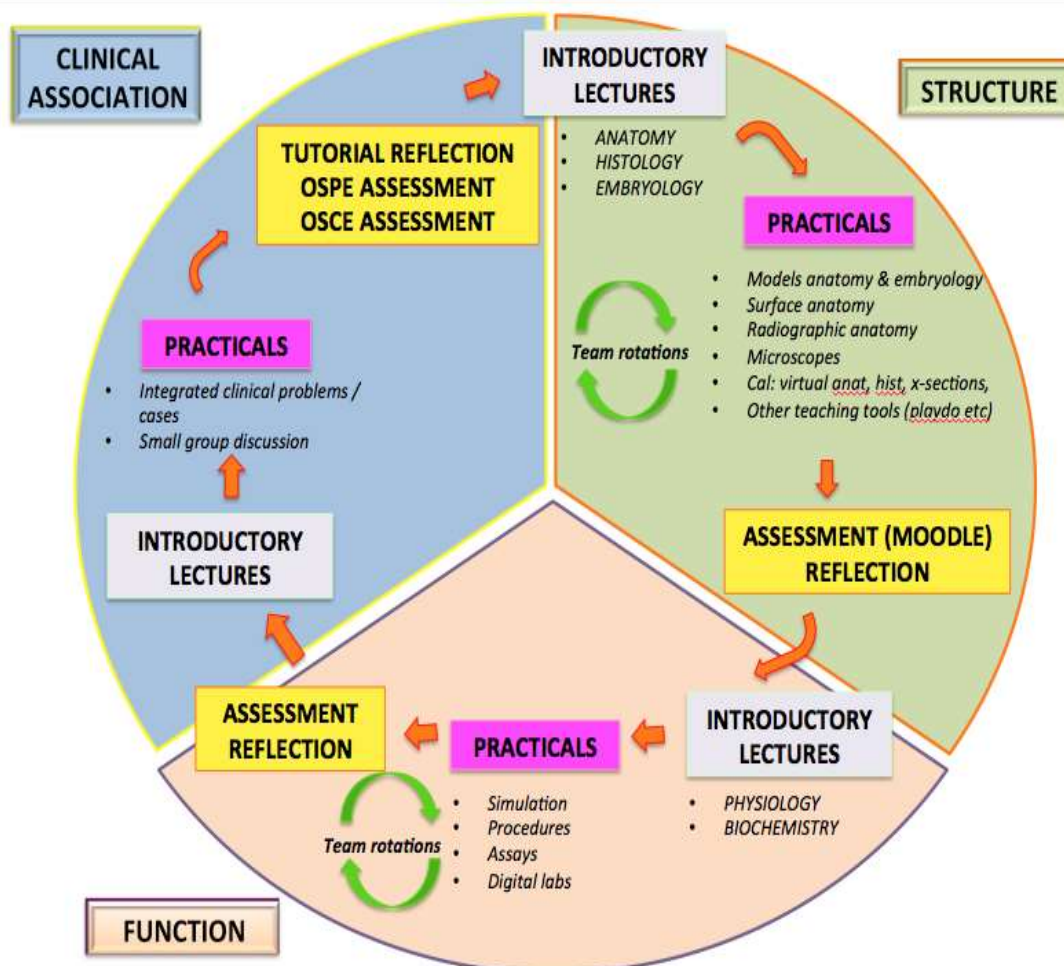 CLINICAL
ASSOCIATION
STRUCTURE
INTRODUCTORY
LECTURES
• ANATOMY
• HISTOLOGY
• EMBRYOLOGY
PRACTICALS
• Models anatomy & embryology
• Surface anatomy
• Radiographic anatomy
• Microscopes
• Cal: virtual anat, hist, x-sections,
• Other teaching tools (playdo etc)
Team rotations
ASSESSMENT (MOODLE)
REFLECTION
INTRODUCTORY
LECTURES
• PHYSIOLOGY
• BIOCHEMISTRY
PRACTICALS
• Simulation
• Procedures
• Assays
• Digital labs
Team rotations
ASSESSMENT
REFLECTION
FUNCTION
INTRODUCTORY
LECTURES
PRACTICALS
• Integrated clinical problems /
cases
• Small group discussion
TUTORIAL REFLECTION
OSPE ASSESSMENT
OSCE ASSESSMENT